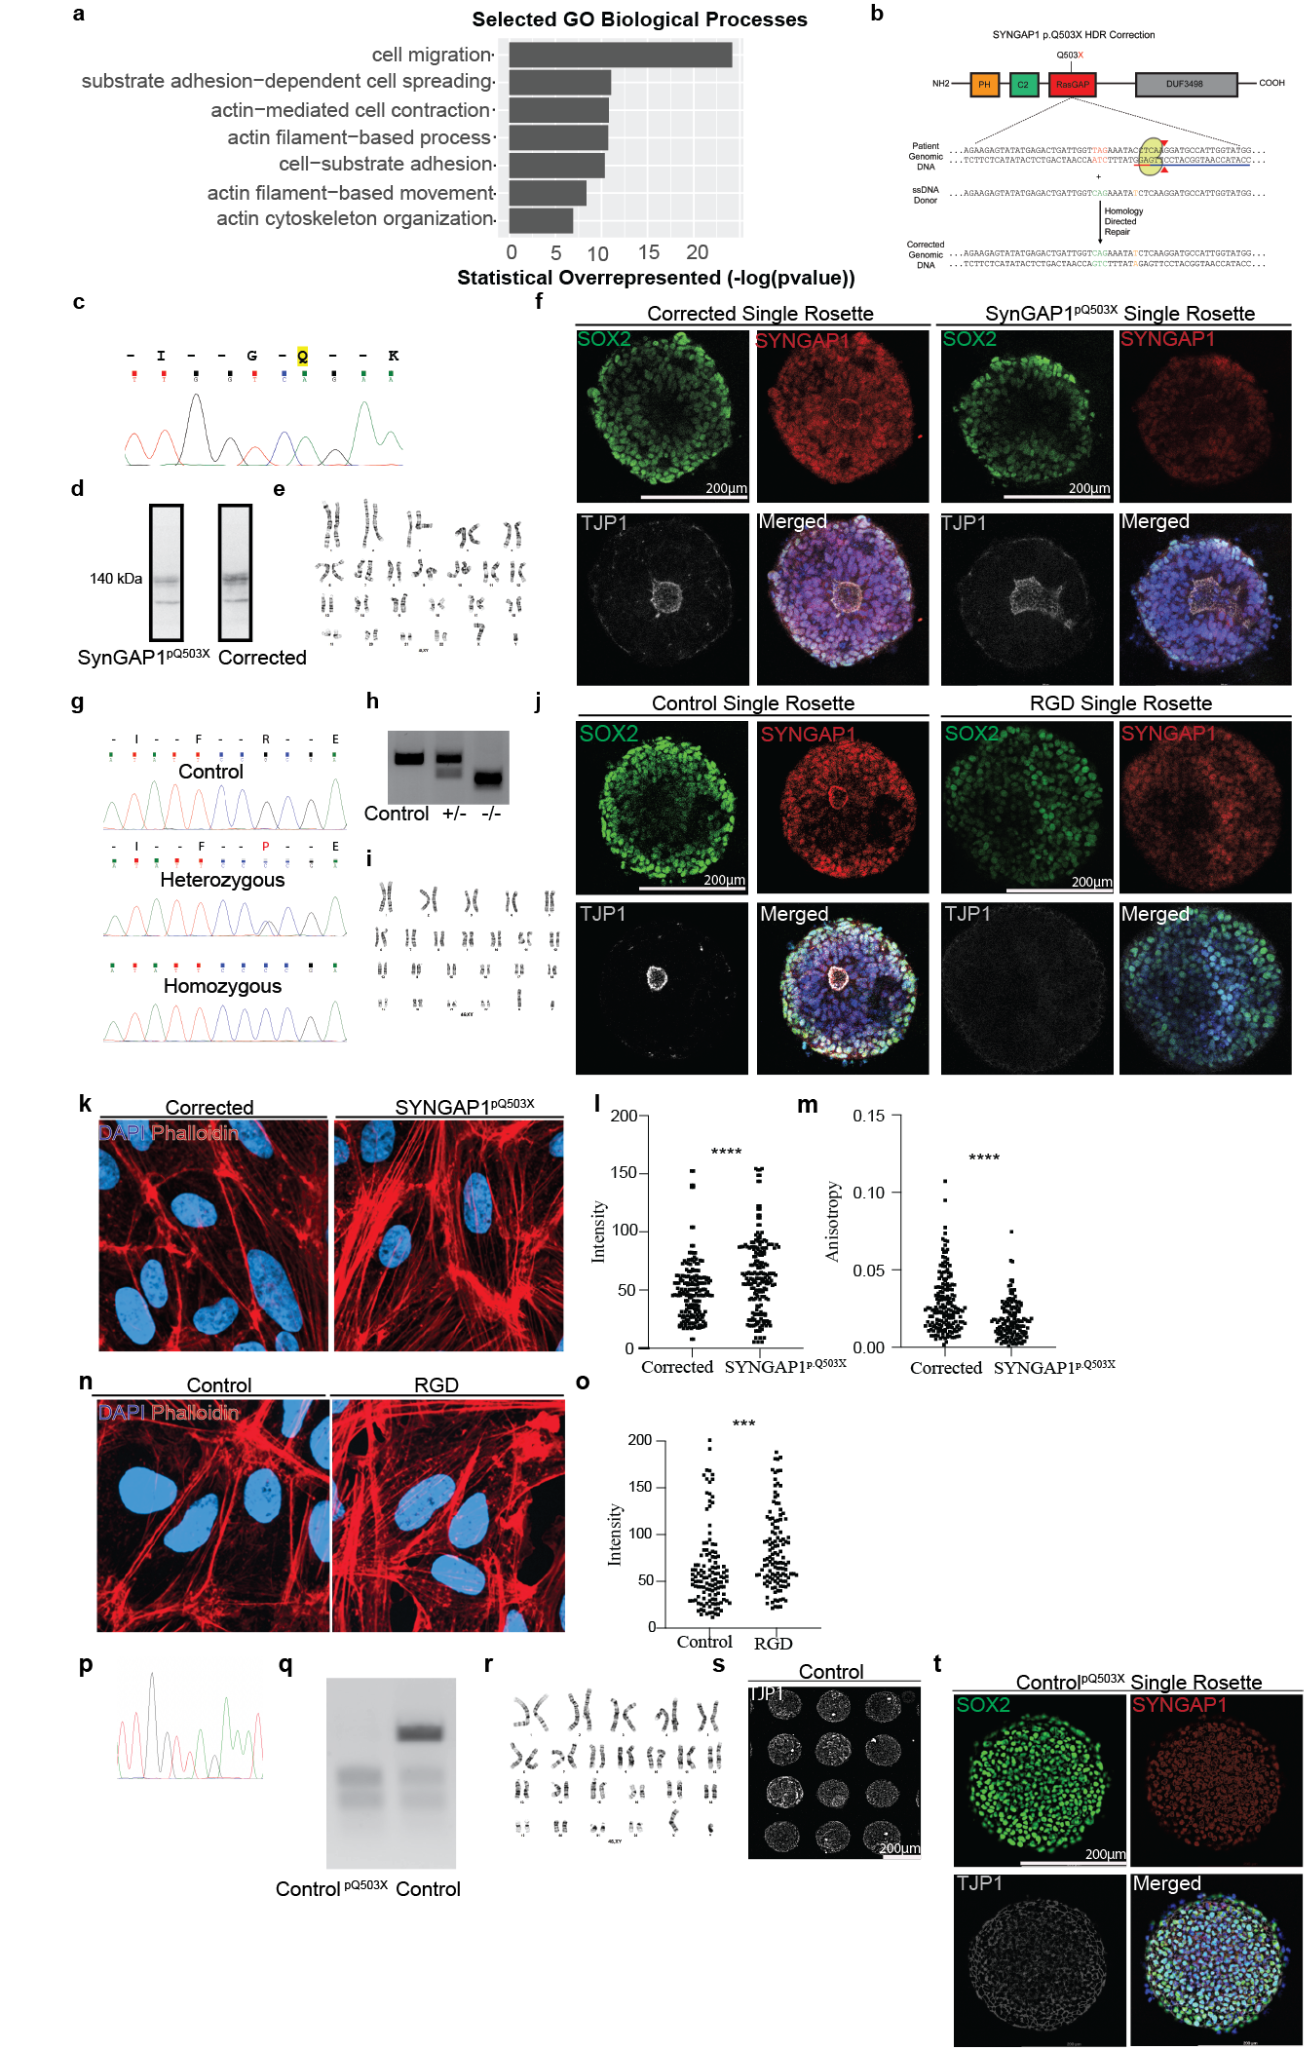 a
Selected GO Biological Processes
cell migration
substrate adhesion−dependent cell spreading
actin−mediated cell contraction
actin filament−based process
cell−substrate adhesion
actin filament−based movement
actin cytoskeleton organization
0 5 10 15 20
Statistical Overrepresented (-log(pvalue))
b
SYNGAP1 p.Q503X HDR Correction
Q503X
NH2 PH C2 RasGAP DUF3498 COOH
Patient
Genomic
DNA
ssDNA
Donor
...AGAAGAGTATATGAGACTGATTGGTCAGAAATATCTCAAGGATGCCATTGGTATGG...
Homology
Directed
Repair
Corrected
Genomic
DNA
...AGAAGAGTATATGAGACTGATTGGTCAGAAATATCTCAAGGATGCCATTGGTATGG...
...TCTTCTCATATACTCTGACTAACCAGTCTTTATAGAGTTCCTACGGTAACCATACC...
c
- I - - G - Q - - K
T T G G T C A G A A
d
140 kDa
SynGAP1pQ503X Corrected
e
f
Corrected Single Rosette
SynGAP1pQ503X Single Rosette
SOX2 SYNGAP1 SOX2 SYNGAP1
200μm 200μm
TJP1 Merged TJP1 Merged
g
- I - - F - - R - - E
Control
- I - - F - - P - - E
Heterozygous
Homozygous
h
Control +/- -/-
i
j
Control Single Rosette
RGD Single Rosette
SOX2 SYNGAP1 SOX2 SYNGAP1
200μm 200μm
TJP1 Merged TJP1 Merged
k
Corrected SYNGAP1pQ503X
DAPI Phalloidin
l
Intensity
200
150
100
50
0
****
Corrected SYNGAP1p.Q503X
m
Anisotropy
0.15
0.10
0.05
0.00
****
Corrected SYNGAP1p.Q503X
n
Control RGD
DAPI Phalloidin
o
Intensity
200
150
100
50
0
***
Control RGD
p
q
Control pQ503X Control
r
s
Control
TJP1
200μm
t
ControlpQ503X Single Rosette
SOX2 SYNGAP1
200μm
TJP1 Merged